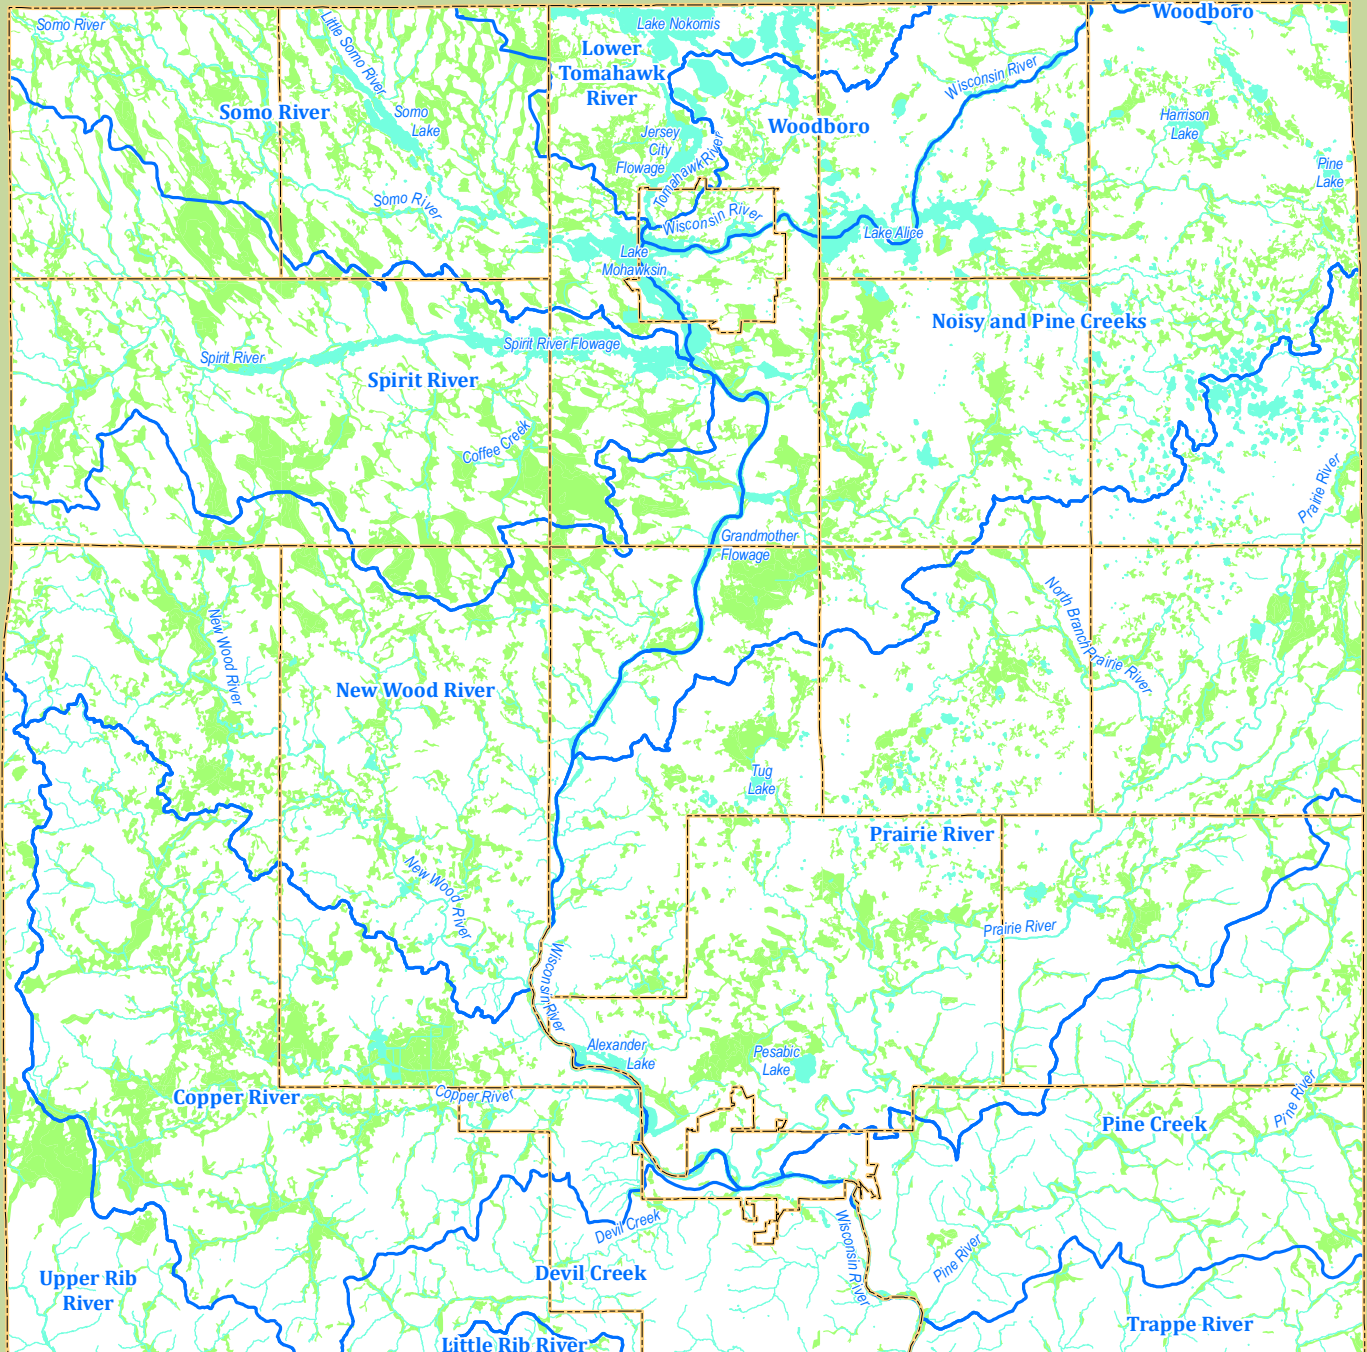 Woodboro
Somo River
Little Somo River
Lake Nokomis
Lower
Tomahawk
River
Wisconsin River
Somo River
Somo
Lake
Woodboro
Harrison
Lake
Jersey
City
Flowage
Tomahawk River
Pine
Lake
Somo River
Wisconsin River
Lake Alice
Lake
Mohawksin
Noisy and Pine Creeks
Spirit River
Spirit River Flowage
Spirit River
Coffee Creek
Prairie River
Grandmother
Flowage
New Wood River
North Branch Prairie River
New Wood River
Tug
Lake
Prairie River
New Wood River
Prairie River
Wisconsin River
Alexander
Lake
Pesabic
Lake
Copper River
Copper River
Pine River
Pine Creek
Devil Creek
Wisconsin River
Pine River
Devil Creek
Upper Rib
River
Trappe River
Little Rib River